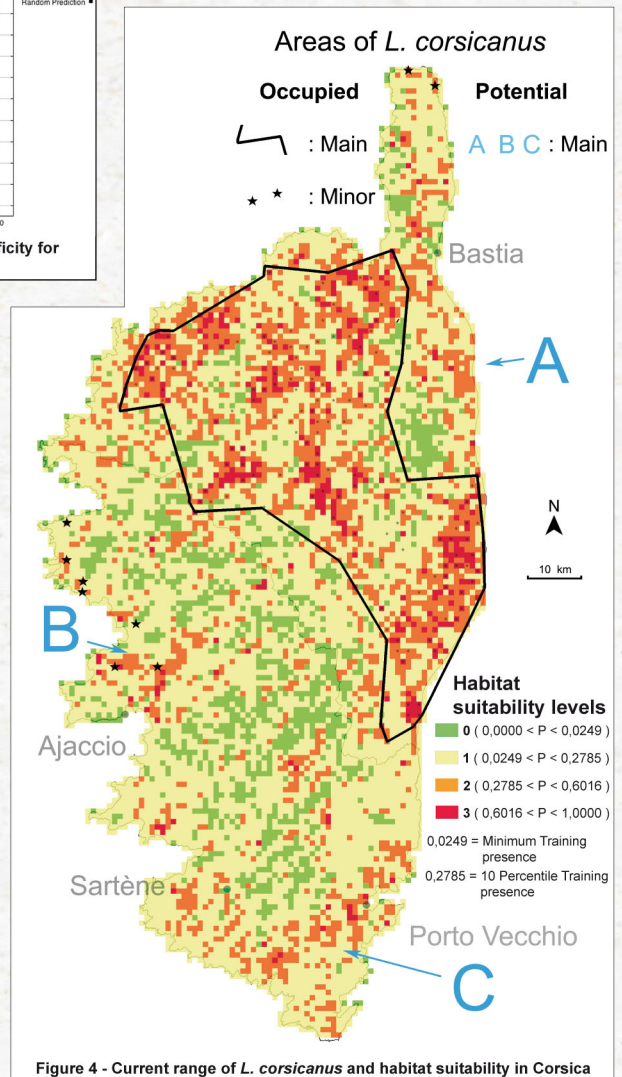 Random Prediction ■
0
ficity for
Areas of L. corsicanus
Occupied
Potential
: Main
A B C : Main
: Minor
Bastia
A
N
10 km
B
Habitat
suitability levels
0 ( 0,0000 < P < 0,0249 )
1 ( 0,0249 < P < 0,2785 )
2 ( 0,2785 < P < 0,6016 )
3 ( 0,6016 < P < 1,0000 )
0,0249 = Minimum Training
presence
0,2785 = 10 Percentile Training
presence
Ajaccio
Sartène
Porto Vecchio
C
Figure 4 - Current range of L. corsicanus and habitat suitability in Corsica